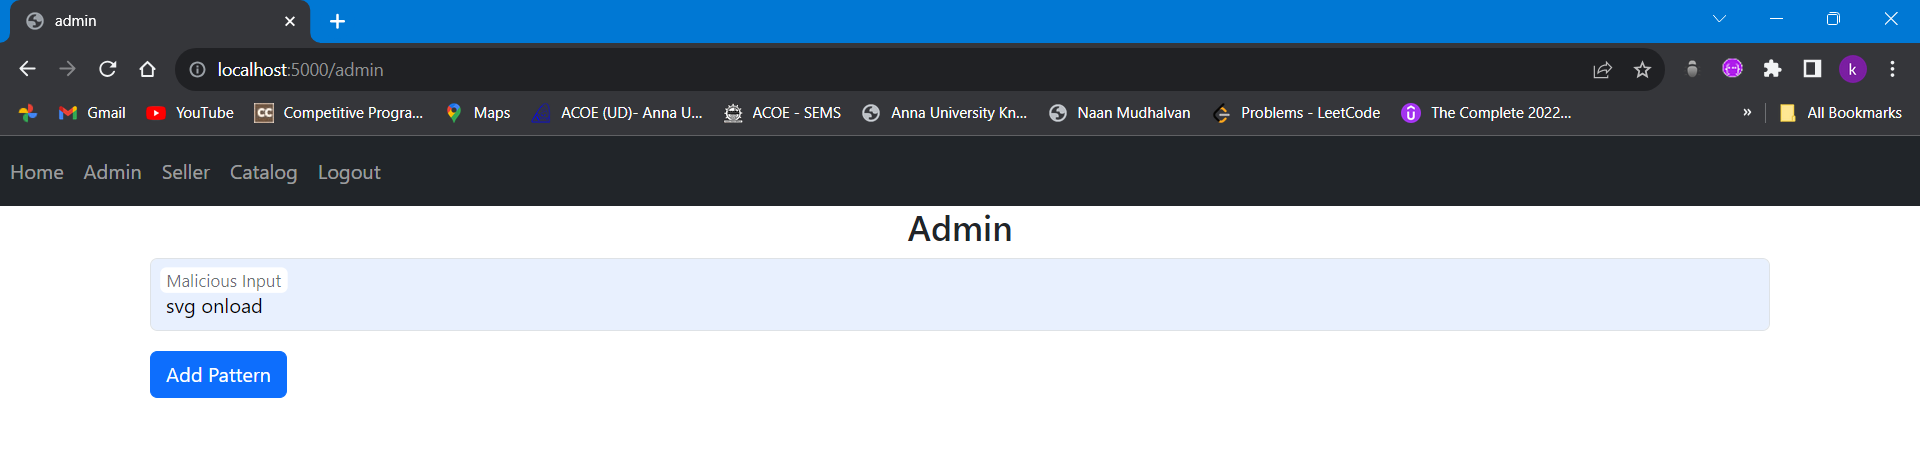 admin
localhost:5000/admin
k
Gmail YouTube CC Competitive Progra... Maps ACOE (UD)- Anna U... ACOE - SEMS Anna University Kn... Naan Mudhalvan Problems - LeetCode The Complete 2022... » All Bookmarks
Home Admin Seller Catalog Logout
Admin
Malicious Input
svg onload
Add Pattern